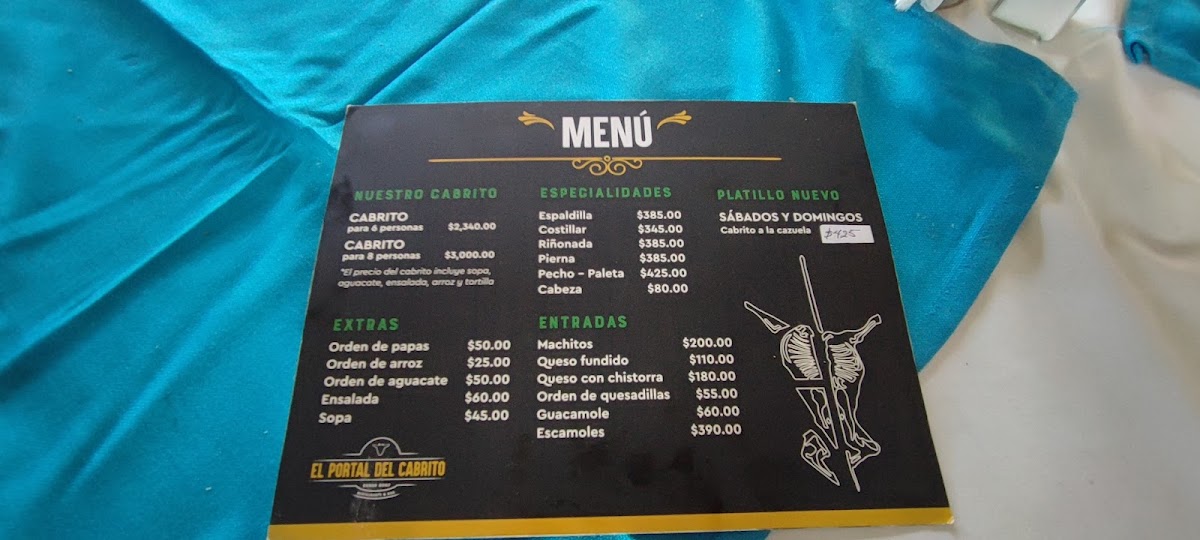 MENÚ
NUESTRO CABRITO
CABRITO
para 6 personas $2,340.00
CABRITO
para 8 personas $3,000.00
*El precio del cabrito incluye sopa,
aguacate, ensalada, arroz y tortilla
EXTRAS
Orden de papas $50.00
Orden de arroz $25.00
Orden de aguacate $50.00
Ensalada $60.00
Sopa $45.00
EL PORTAL DEL CABRITO
RESTAURANTE & BAR
ESPECIALIDADES
Espaldilla $385.00
Costillar $345.00
Riñonada $385.00
Pierna $385.00
Pecho - Paleta $425.00
Cabeza $80.00
ENTRADAS
Machitos $200.00
Queso fundido $110.00
Queso con chistorra $180.00
Orden de quesadillas $55.00
Guacamole $60.00
Escamoles $390.00
PLATILLO NUEVO
SÁBADOS Y DOMINGOS
Cabrito a la cazuela $425